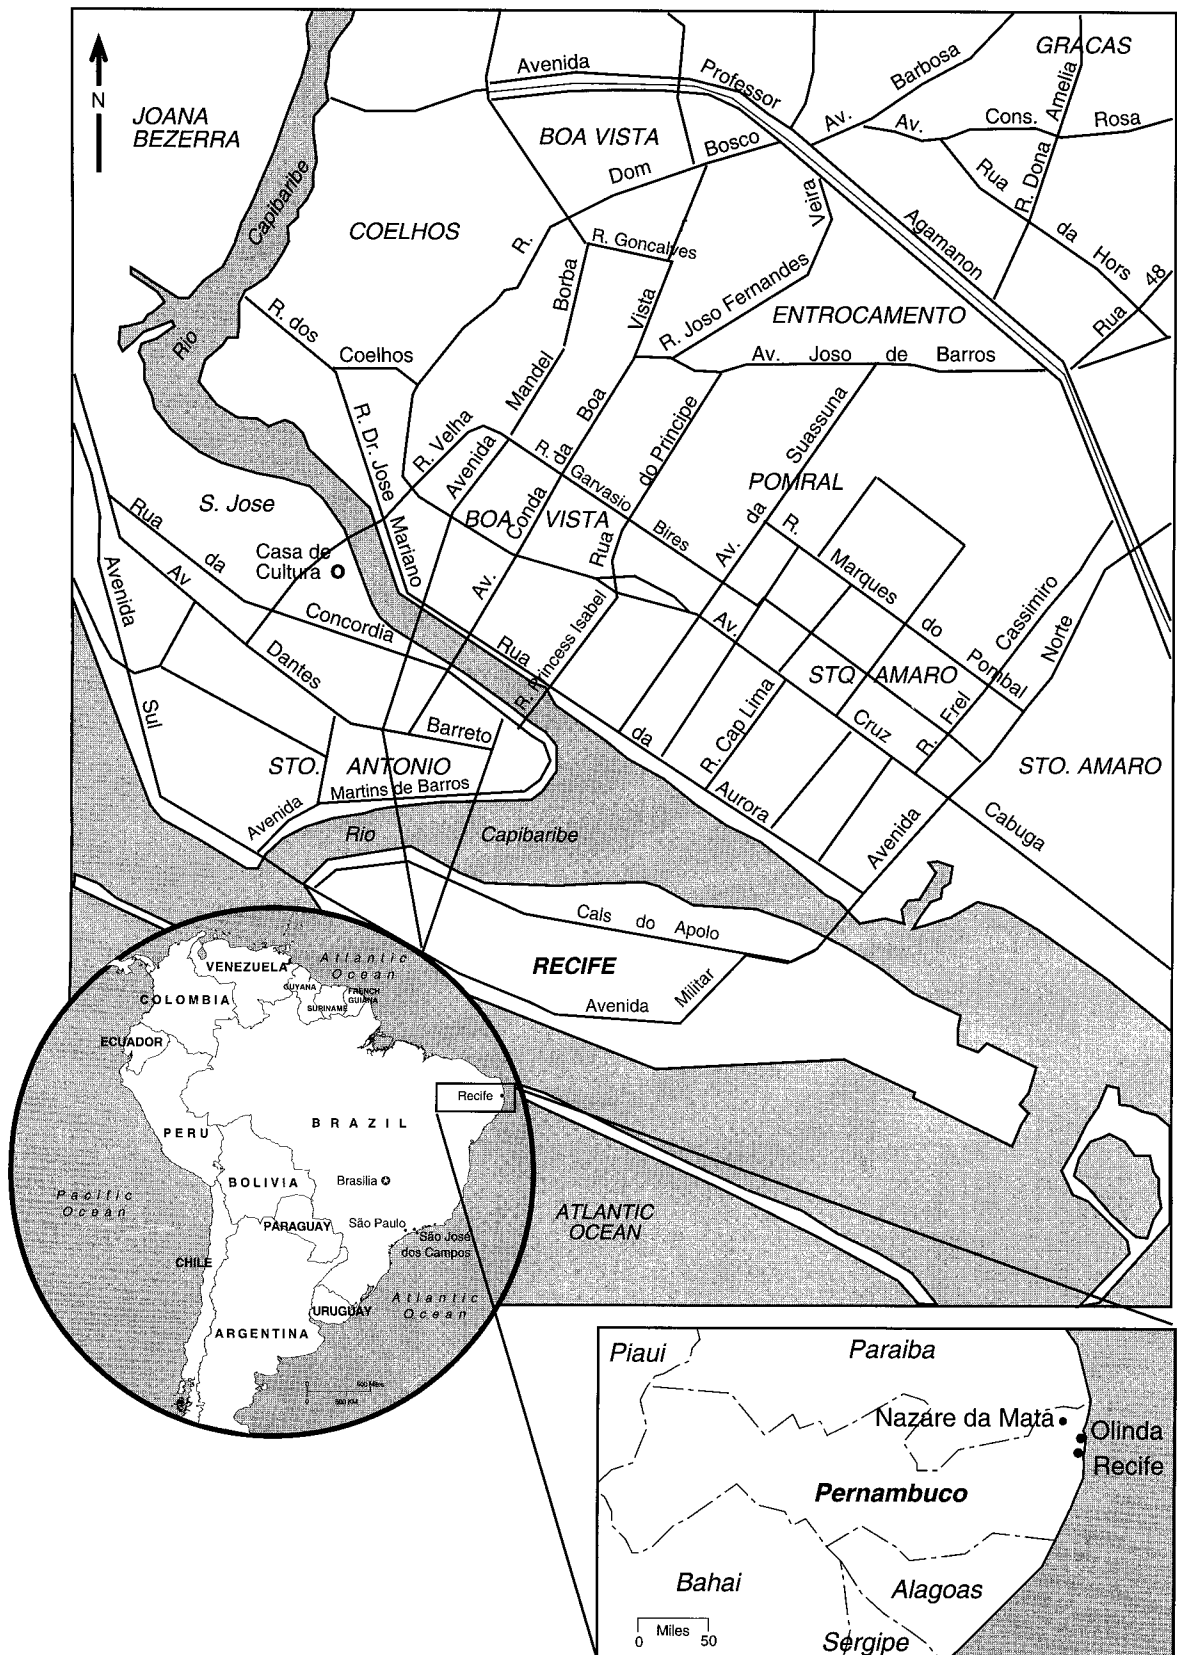 N
JOANA
BEZERRA
Rio
Capibaribe
COELHOS
Avenida Professor Agamanon
BOA VISTA
GRACAS
Av. Barbosa
Av. Cons. Rosa
R. Dona Amelia
Rua da Hors
Rua 48
R. Dom Bosco
R. Goncalves
Veira
R. Joso Fernandes
ENTROCAMENTO
Av. Joso de Barros
R. dos Coelhos
R. Dr. Jose Mariano
R. Velha
Avenida Mandel Borba
Av. Conda da Boa Vista
R. Garvasio Bires
Rua do Principe
Av. da Suassuna
POMRAL
R. Marques do Pombal
BOA VISTA
S. Jose
Casa de
Cultura
Rua da Concordia
Av Dantes Barreto
Avenida Sul
Rua da Aurora
R. Princess Isabel
Av. Cruz Cabuga
STO AMARO
R. Cap Lima
R. Frel Cassimiro
Avenida Norte
STO. AMARO
STO. ANTONIO
Avenida Martins de Barros
Rio Capibaribe
Cals do Apolo
RECIFE
Avenida Militar
ATLANTIC
OCEAN
Atlantic
Ocean
VENEZUELA
GUYANA
SURINAME
FRENCH
GUIANA
COLOMBIA
ECUADOR
Recife
BRAZIL
PERU
BOLIVIA
Brasilia
Pacific
Ocean
PARAGUAY
São Paulo
São José
dos Campos
CHILE
Atlantic
Ocean
URUGUAY
ARGENTINA
0 500 Miles
0 500 KM
Piaui
Paraiba
Nazare da Mata
Olinda
Recife
Pernambuco
Bahai
Alagoas
0 Miles 50
Sergipe